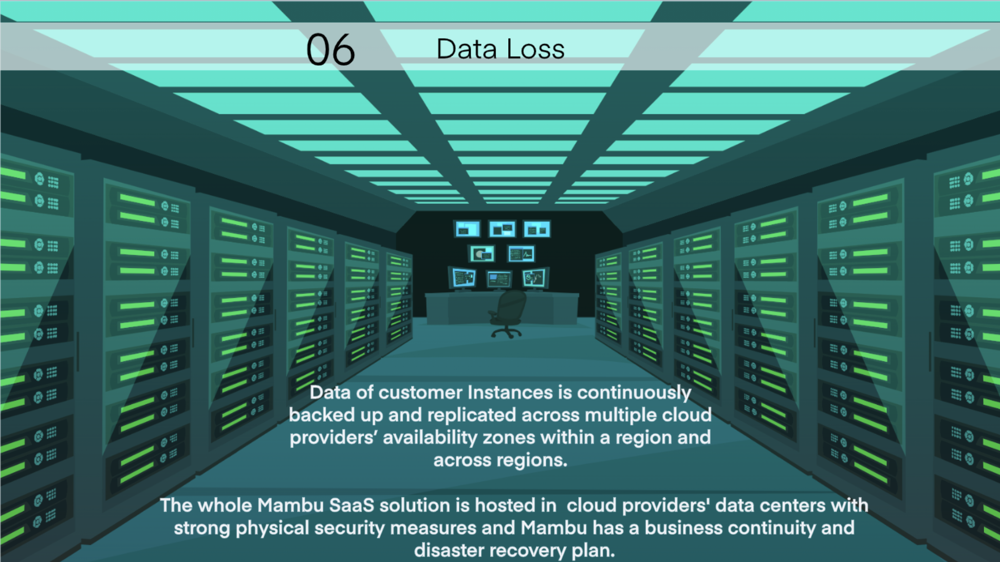 06 Data Loss
Data of customer Instances is continuously
backed up and replicated across multiple cloud
providers’ availability zones within a region and
across regions.
The whole Mambu SaaS solution is hosted in  cloud providers' data centers with
strong physical security measures and Mambu has a business continuity and
disaster recovery plan.